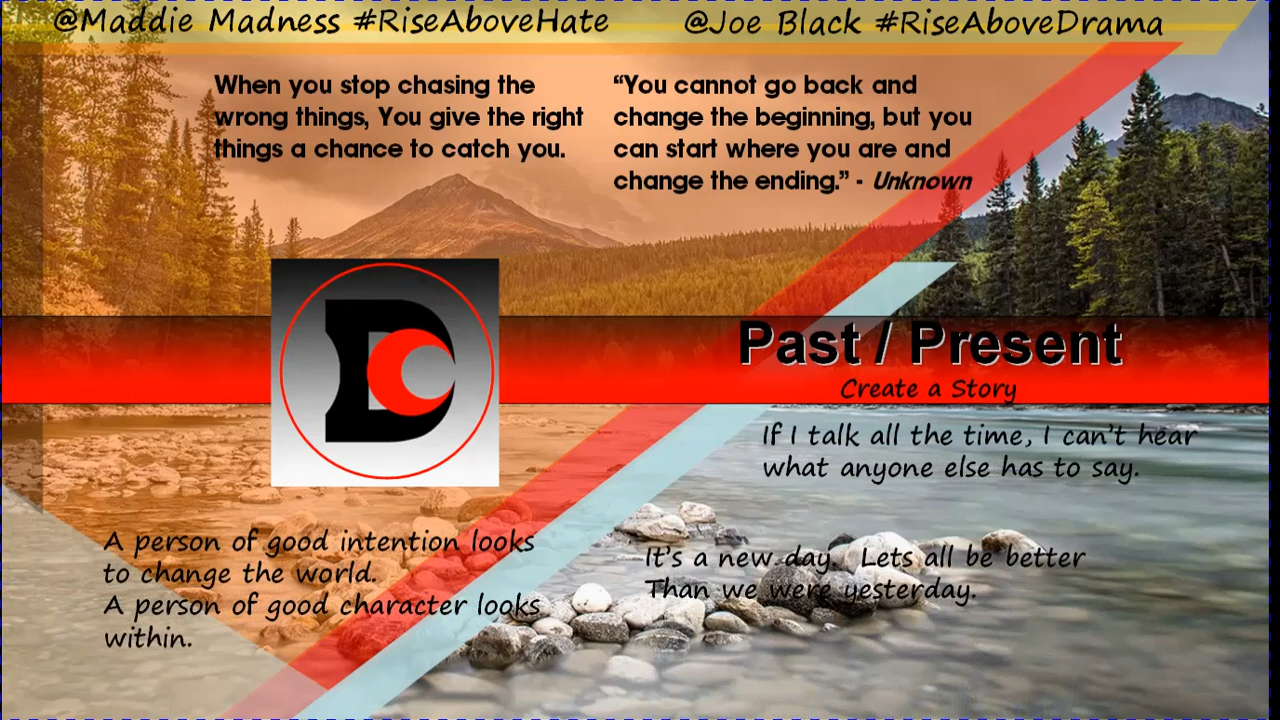 @Maddie Madness #RiseAboveHate @Joe Black #RiseAboveDrama
When you stop chasing the
wrong things, You give the right
things a chance to catch you.
“You cannot go back and
change the beginning, but you
can start where you are and
change the ending.” - Unknown
DC
Past / Present
Create a Story
If I talk all the time, I can't hear
what anyone else has to say.
A person of good intention looks
to change the world.
A person of good character looks
within.
It's a new day. Lets all be better
Than we were yesterday.